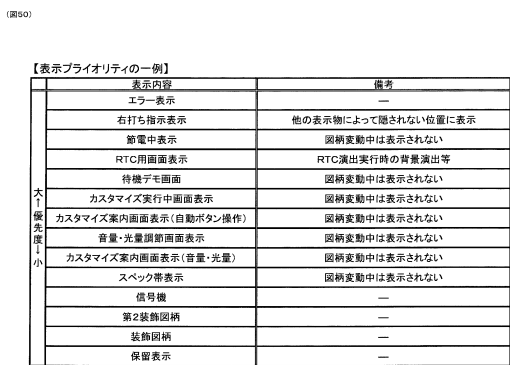 (図50)
【表示プライオリティの一例】
表示内容 備考
大↑優先度↓小
エラー表示 ―
右打ち指示表示 他の表示物によって隠されない位置に表示
節電中表示 図柄変動中は表示されない
RTC用画面表示 RTC演出実行時の背景演出等
待機デモ画面 図柄変動中は表示されない
カスタマイズ実行中画面表示 図柄変動中は表示されない
カスタマイズ案内画面表示(自動ボタン操作) 図柄変動中は表示されない
音量・光量調節画面表示 図柄変動中は表示されない
カスタマイズ案内画面表示(音量・光量) 図柄変動中は表示されない
スペック帯表示 図柄変動中は表示されない
信号機 ―
第2装飾図柄 ―
装飾図柄 ―
保留表示 ―